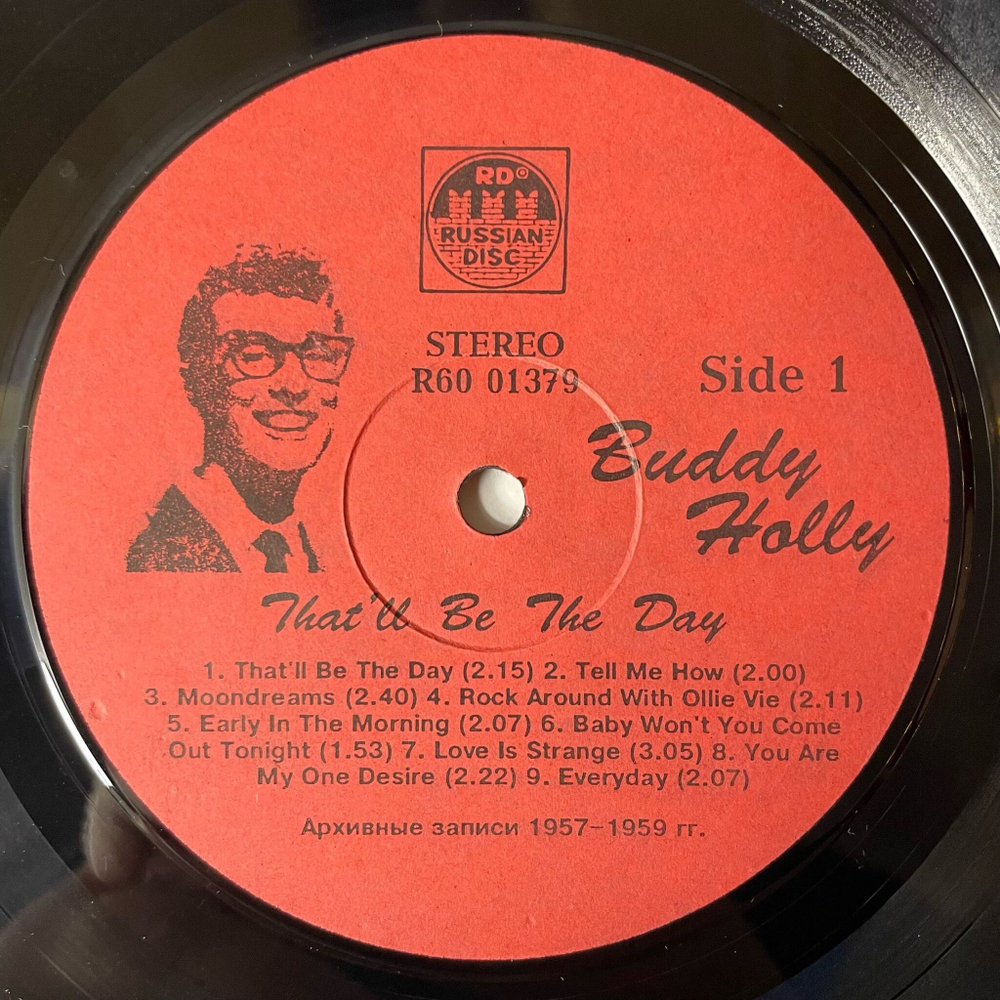 RD®
RUSSIAN
DISC
STEREO
R60 01379
Side 1
Buddy
Holly
That'll Be The Day
1. That'll Be The Day (2.15) 2. Tell Me How (2.00)
3. Moondreams (2.40) 4. Rock Around With Ollie Vie (2.11)
5. Early In The Morning (2.07) 6. Baby Won't You Come
Out Tonight (1.53) 7. Love Is Strange (3.05) 8. You Are
My One Desire (2.22) 9. Everyday (2.07)
Архивные записи 1957–1959 гг.